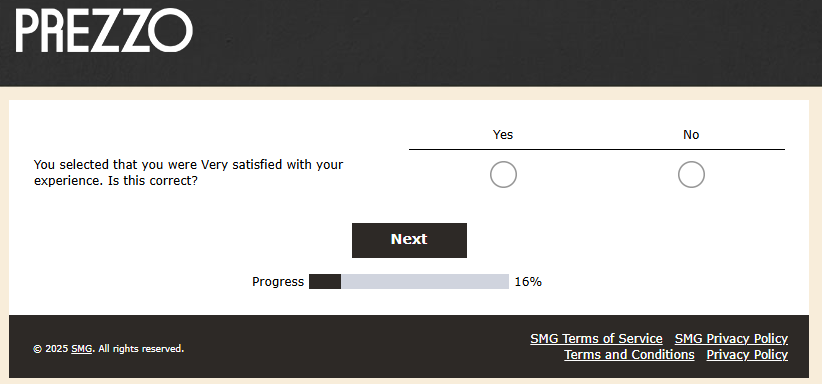 PREZZO
Yes No
You selected that you were Very satisfied with your
experience. Is this correct?
Next
Progress 16%
© 2025 SMG. All rights reserved.
SMG Terms of Service SMG Privacy Policy
Terms and Conditions Privacy Policy